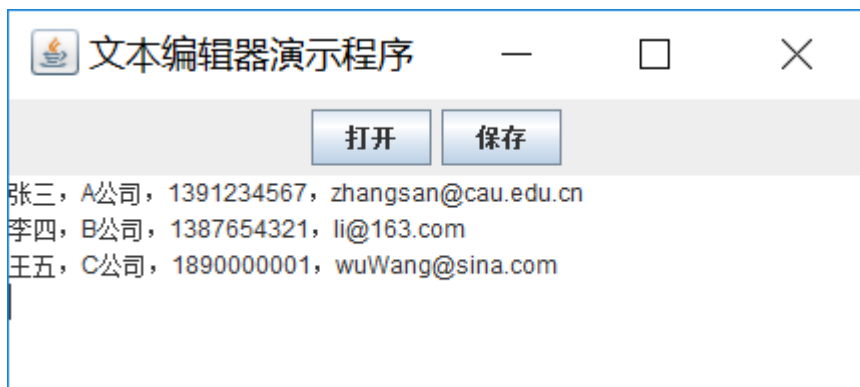 文本编辑器演示程序
打开 保存
张三，A公司，1391234567，zhangsan@cau.edu.cn
李四，B公司，1387654321，li@163.com
王五，C公司，1890000001，wuWang@sina.com